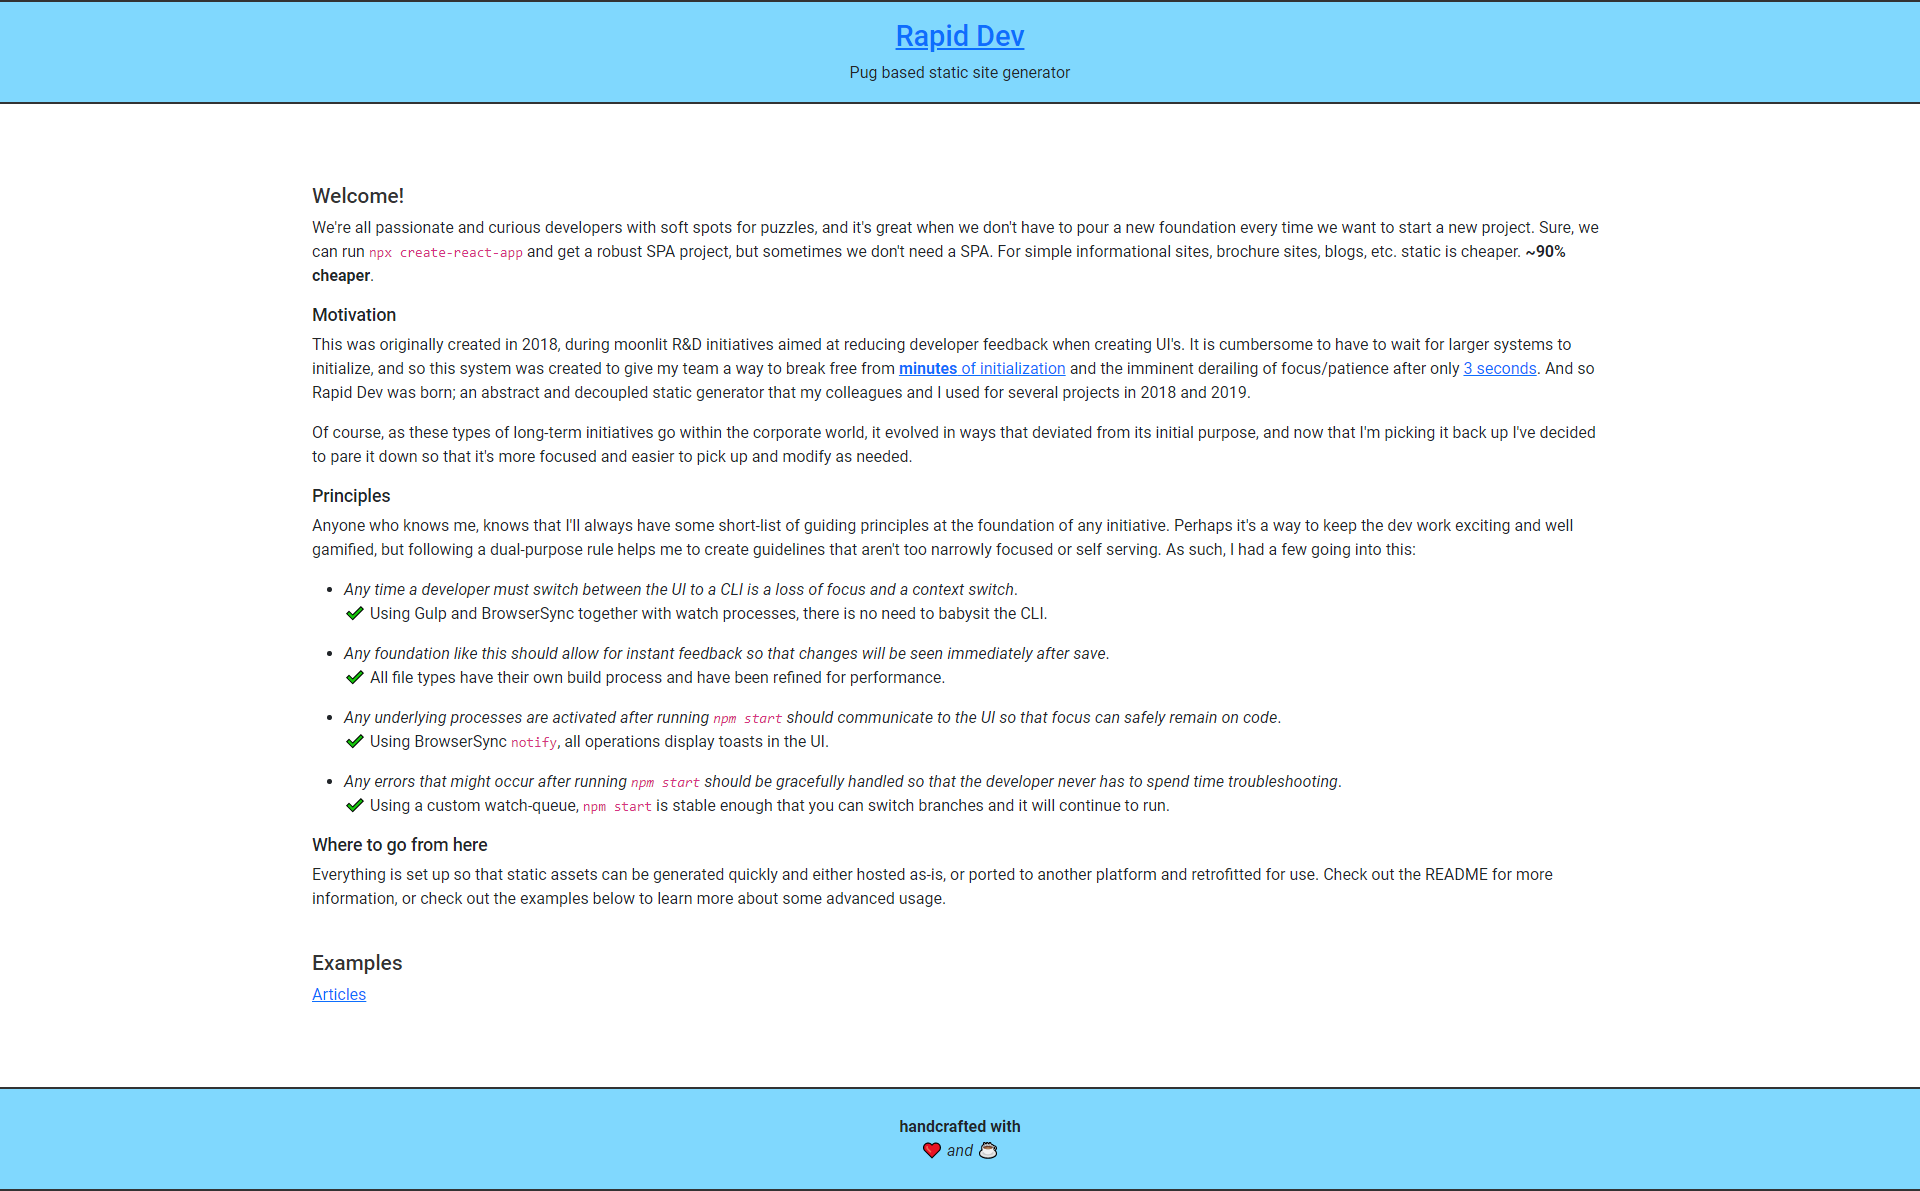 Rapid Dev
Pug based static site generator
Welcome!
We're all passionate and curious developers with soft spots for puzzles, and it's great when we don't have to pour a new foundation every time we want to start a new project. Sure, we
can run npx create-react-app and get a robust SPA project, but sometimes we don't need a SPA. For simple informational sites, brochure sites, blogs, etc. static is cheaper. ~90%
cheaper.
Motivation
This was originally created in 2018, during moonlit R&D initiatives aimed at reducing developer feedback when creating UI's. It is cumbersome to have to wait for larger systems to
initialize, and so this system was created to give my team a way to break free from minutes of initialization and the imminent derailing of focus/patience after only 3 seconds. And so
Rapid Dev was born; an abstract and decoupled static generator that my colleagues and I used for several projects in 2018 and 2019.
Of course, as these types of long-term initiatives go within the corporate world, it evolved in ways that deviated from its initial purpose, and now that I'm picking it back up I've decided
to pare it down so that it's more focused and easier to pick up and modify as needed.
Principles
Anyone who knows me, knows that I'll always have some short-list of guiding principles at the foundation of any initiative. Perhaps it's a way to keep the dev work exciting and well
gamified, but following a dual-purpose rule helps me to create guidelines that aren't too narrowly focused or self serving. As such, I had a few going into this:
• Any time a developer must switch between the UI to a CLI is a loss of focus and a context switch.
✔ Using Gulp and BrowserSync together with watch processes, there is no need to babysit the CLI.
• Any foundation like this should allow for instant feedback so that changes will be seen immediately after save.
✔ All file types have their own build process and have been refined for performance.
• Any underlying processes are activated after running npm start should communicate to the UI so that focus can safely remain on code.
✔ Using BrowserSync notify, all operations display toasts in the UI.
• Any errors that might occur after running npm start should be gracefully handled so that the developer never has to spend time troubleshooting.
✔ Using a custom watch-queue, npm start is stable enough that you can switch branches and it will continue to run.
Where to go from here
Everything is set up so that static assets can be generated quickly and either hosted as-is, or ported to another platform and retrofitted for use. Check out the README for more
information, or check out the examples below to learn more about some advanced usage.
Examples
Articles
handcrafted with
❤️ and ☕